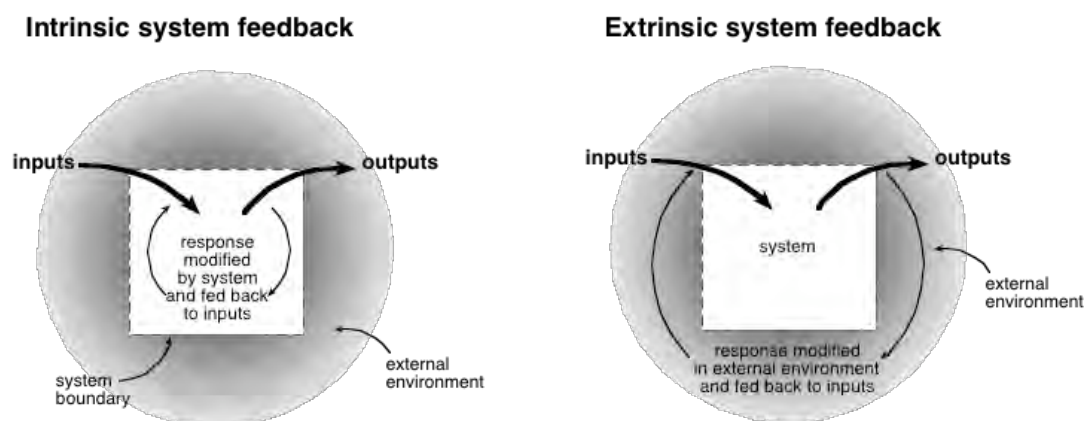 Intrinsic system feedback
inputs
outputs
response
modified
by system
and fed back
to inputs
system
boundary
external
environment
Extrinsic system feedback
inputs
outputs
system
external
environment
response modified
in external environment
and fed back to inputs